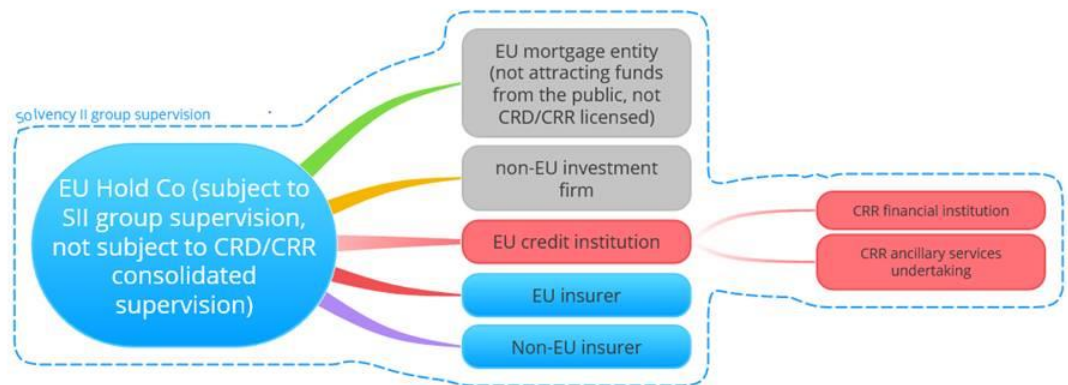 Solvency II group supervision
EU Hold Co (subject to
SII group supervision,
not subject to CRD/CRR
consolidated
supervision)
EU mortgage entity
(not attracting funds
from the public, not
CRD/CRR licensed)
non-EU investment
firm
EU credit institution
EU insurer
Non-EU insurer
CRR financial institution
CRR ancillary services
undertaking